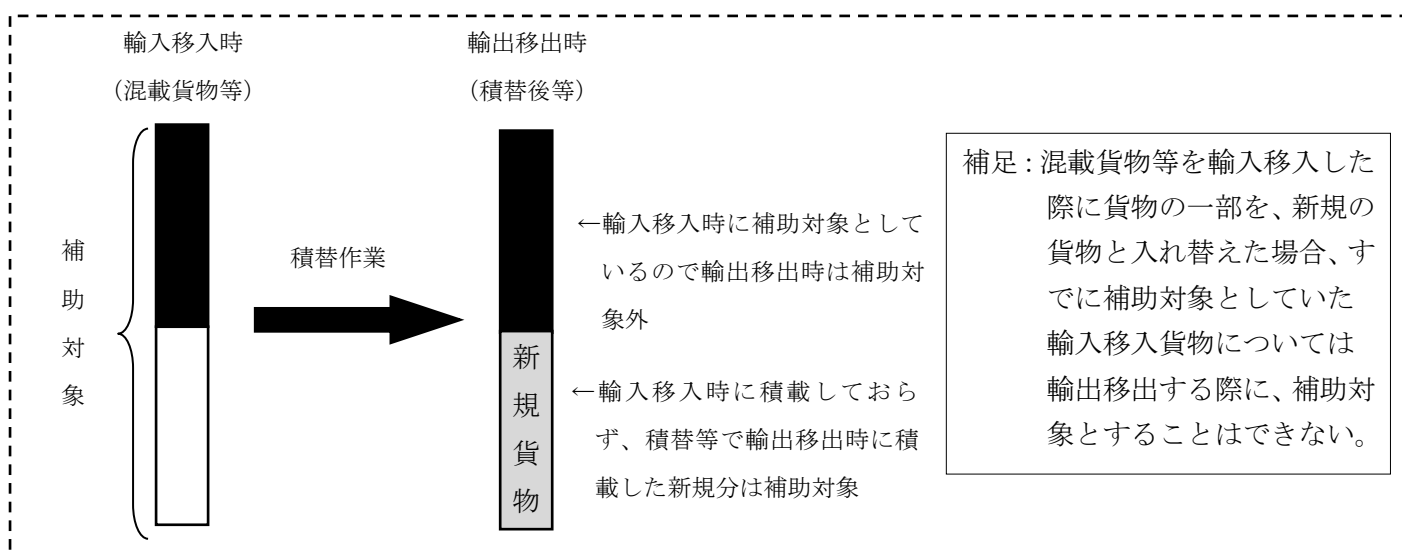 輸入移入時
（混載貨物等）
補助対象
積替作業
輸出移出時
（積替後等）
新規貨物
←輸入移入時に補助対象として
いるので輸出移出時は補助対
象外
←輸入移入時に積載しておら
ず、積替等で輸出移出時に積
載した新規分は補助対象
補足：混載貨物等を輸入移入した
際に貨物の一部を、新規の
貨物と入れ替えた場合、す
でに補助対象としていた
輸入移入貨物については
輸出移出する際に、補助対
象とすることはできない。